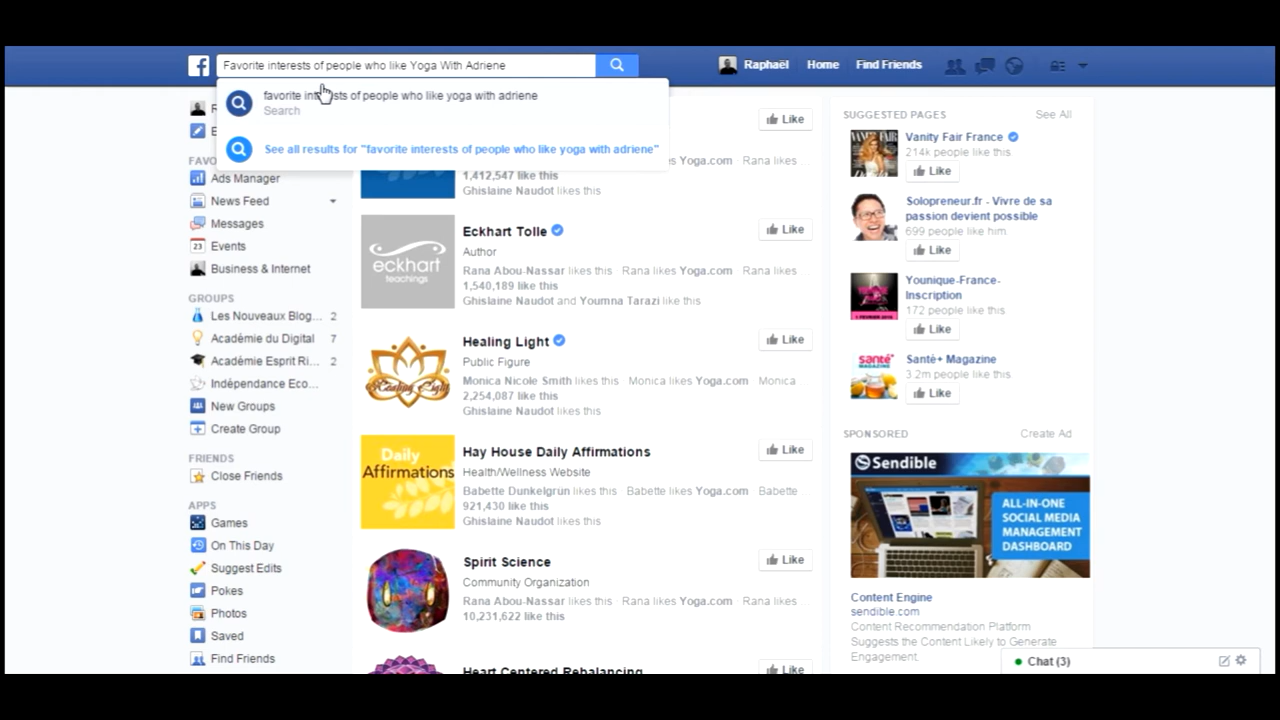 Favorite interests of people who like Yoga With Adriene
Raphaël
Home
Find Friends
favorite interests of people who like yoga with adriene
Search
See all results for "favorite interests of people who like yoga with adriene"
Ads Manager
News Feed
Messages
23
Events
Business & Internet
GROUPS
Les Nouveaux Blog... 2
Académie du Digital 7
Académie Esprit Ri... 2
Indépendance Eco...
New Groups
Create Group
FRIENDS
Close Friends
APPS
Games
On This Day
Suggest Edits
Pokes
Photos
Saved
Find Friends
Like
Yoga.com · Rana likes ...
1,412,547 like this
Ghislaine Naudot likes this
eckhart
teachings
Eckhart Tolle
Like
Author
Rana Abou-Nassar likes this · Rana likes Yoga.com · Rana likes ...
1,540,189 like this
Ghislaine Naudot and Youmna Tarazi like this
Healing Light
Healing Light
Like
Public Figure
Monica Nicole Smith likes this · Monica likes Yoga.com · Monica ...
2,254,087 like this
Ghislaine Naudot likes this
Daily
Affirmations
Hay House Daily Affirmations
Like
Health/Wellness Website
Babette Dunkelgrün likes this · Babette likes Yoga.com · Babette ...
921,430 like this
Ghislaine Naudot likes this
Spirit Science
Like
Community Organization
Rana Abou-Nassar likes this · Rana likes Yoga.com · Rana likes ...
10,231,622 like this
Heart Centered Rebalancing
Like
SUGGESTED PAGES
See All
Vanity Fair France
214k people like this
Like
Solopreneur.fr - Vivre de sa
passion devient possible
699 people like him
Like
Younique-France-
Inscription
172 people like this
Like
santé
Santé+ Magazine
3.2m people like this
Like
SPONSORED
Create Ad
Sendible
ALL-IN-ONE
SOCIAL MEDIA
MANAGEMENT
DASHBOARD
Content Engine
sendible.com
Content Recommendation Platform
Suggests the Content Likely to Generate
Engagement.
Chat (3)